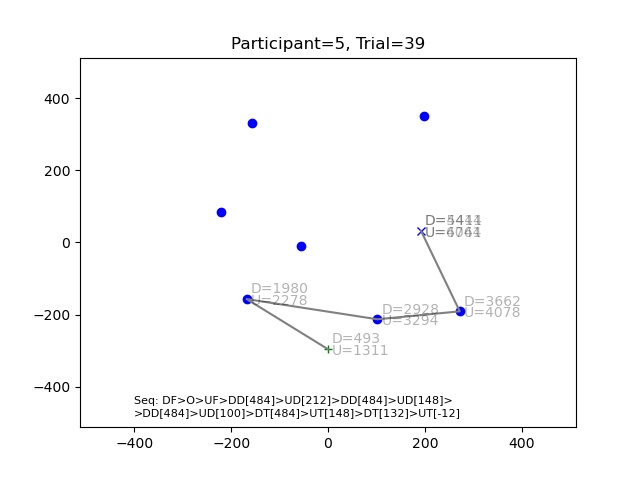 Participant=5, Trial=39
400
200
0
−200
−400
D=1980
U=2278
D=2928
U=3294
D=3662
U=4078
D=493
U=1311
Seq: DF>O>UF>DD[484]>UD[212]>DD[484]>UD[148]>
>DD[484]>UD[100]>DT[484]>UT[148]>DT[132]>UT[-12]
−400
−200
0
200
400